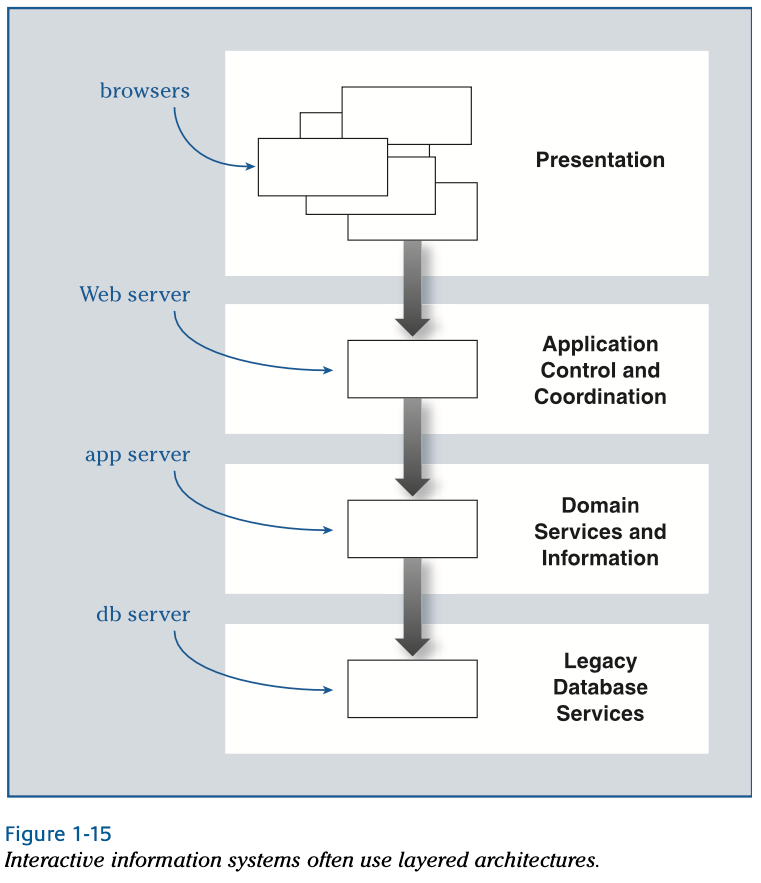 browsers
Presentation
Web server
Application
Control and
Coordination
app server
Domain
Services and
Information
db server
Legacy
Database
Services
Figure 1-15
Interactive information systems often use layered architectures.